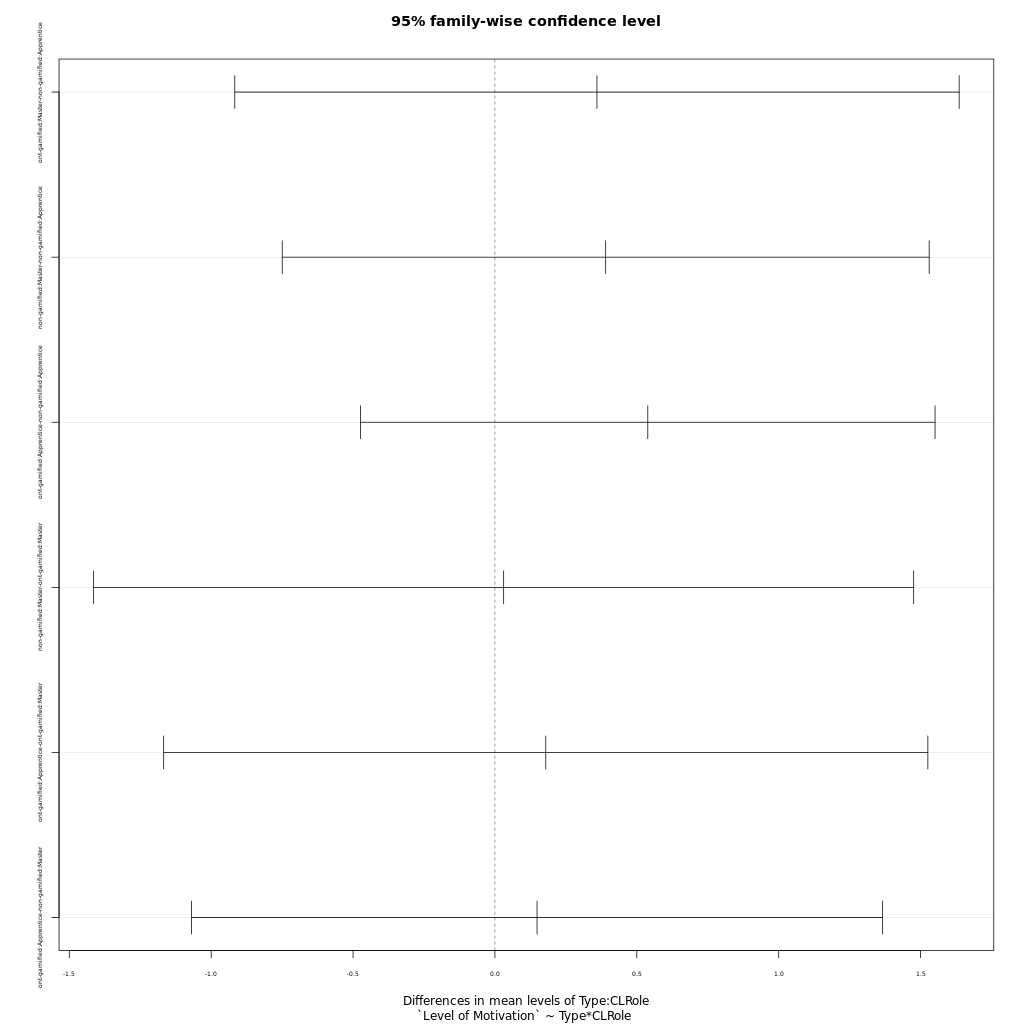 95% family-wise confidence level
ont-gamified:Master-non-gamified:Apprentice
non-gamified:Master-non-gamified:Apprentice
ont-gamified:Apprentice-non-gamified:Apprentice
non-gamified:Master-ont-gamified:Master
ont-gamified:Apprentice-ont-gamified:Master
ont-gamified:Apprentice-non-gamified:Master
-1.5 -1.0 -0.5 0.0 0.5 1.0 1.5
Differences in mean levels of Type:CLRole
`Level of Motivation` ~ Type*CLRole